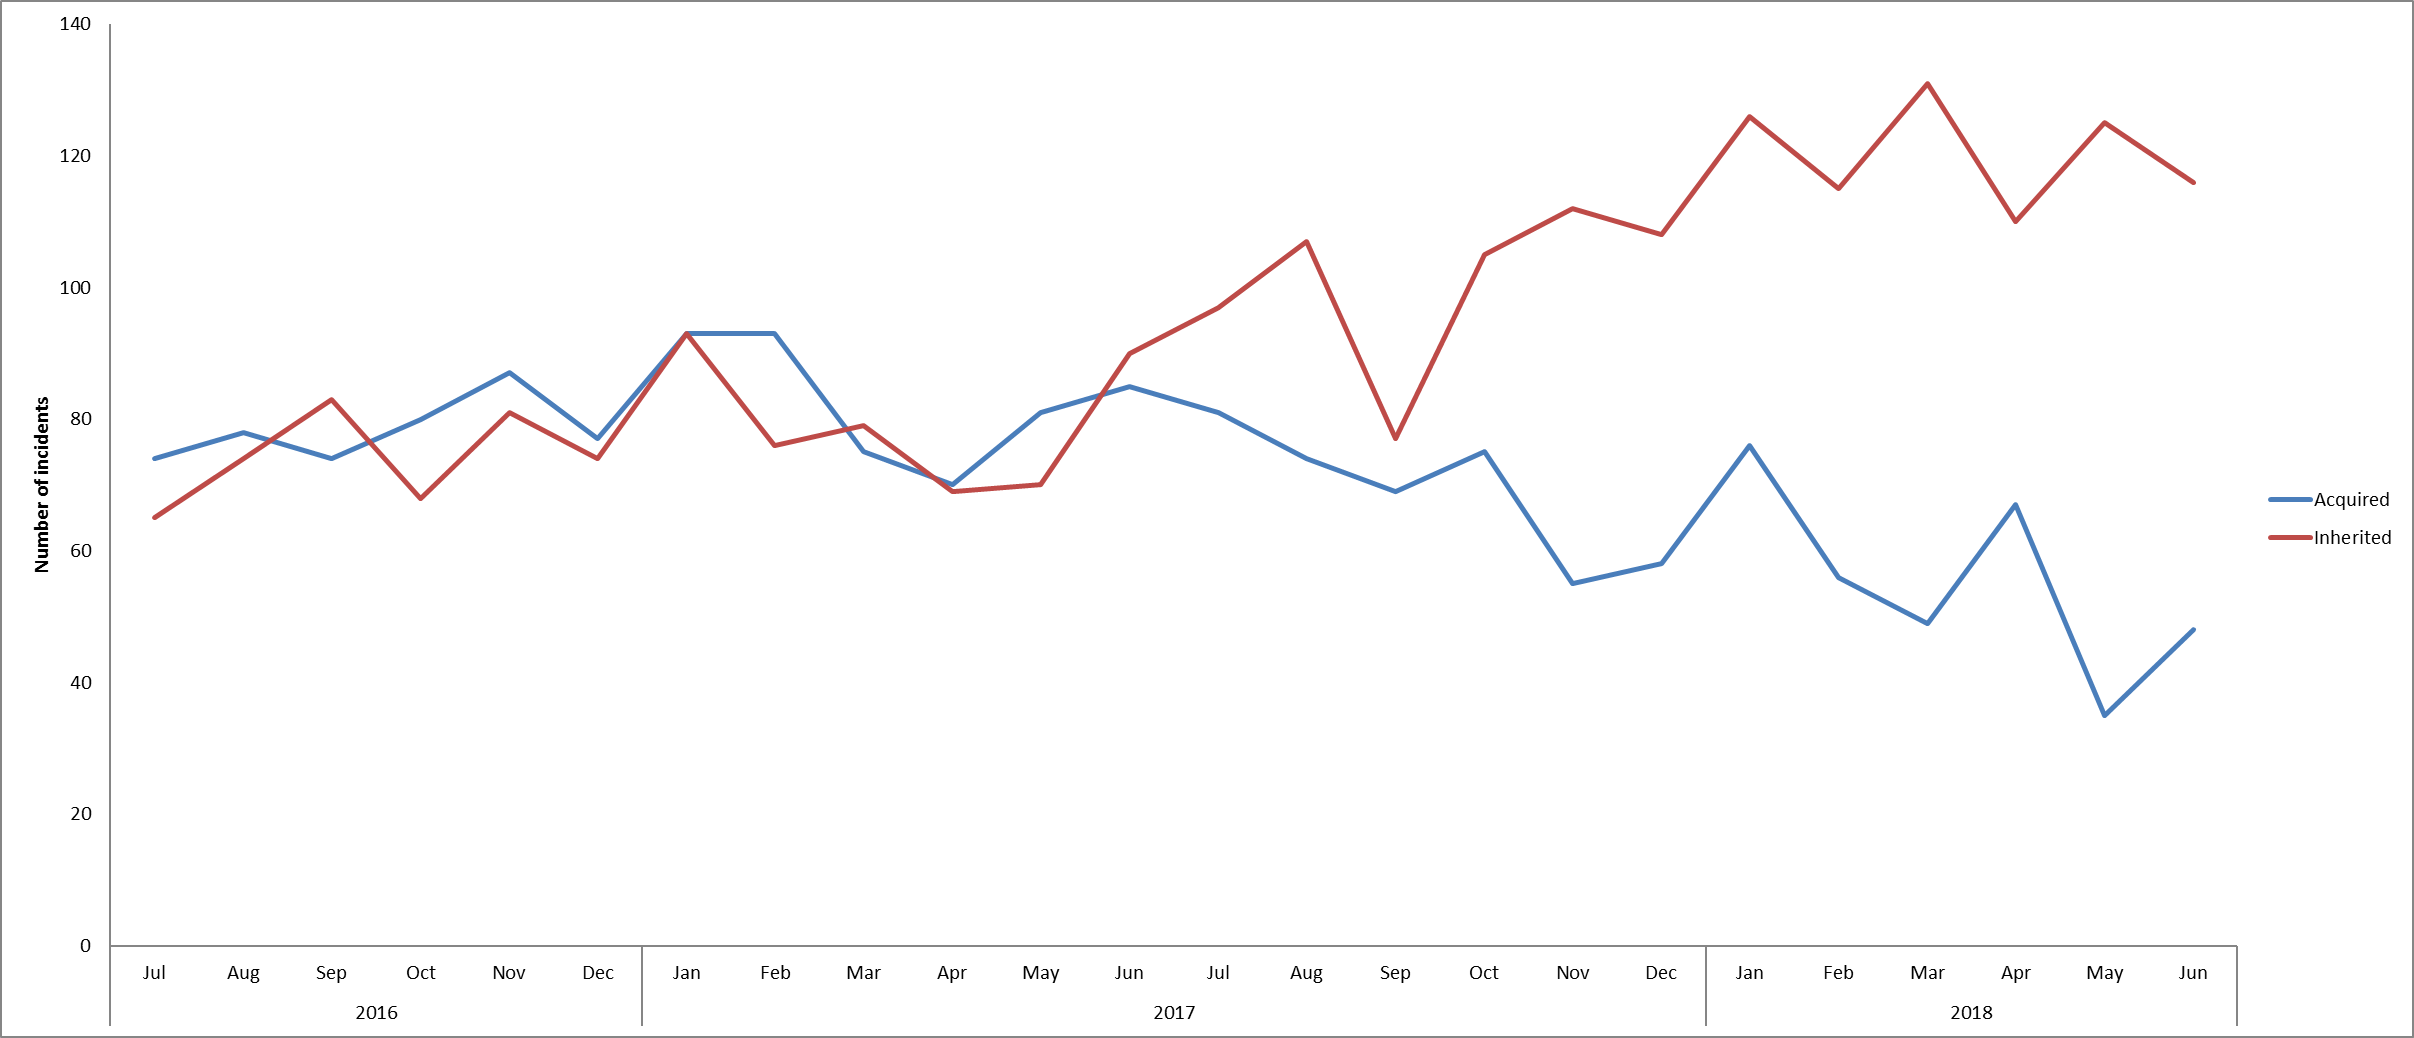 140
120
100
80
60
40
20
0
Number of incidents
Acquired
Inherited
Jul Aug Sep Oct Nov Dec Jan Feb Mar Apr May Jun Jul Aug Sep Oct Nov Dec Jan Feb Mar Apr May Jun
2016 2017 2018